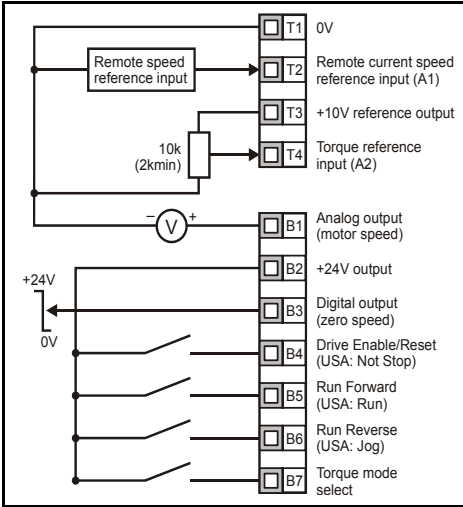 T1 0V
Remote speed
reference input
T2 Remote current speed
reference input (A1)
T3 +10V reference output
10k
(2kmin)
T4 Torque reference
input (A2)
− V +
B1 Analog output
(motor speed)
B2 +24V output
+24V
0V
B3 Digital output
(zero speed)
B4 Drive Enable/Reset
(USA: Not Stop)
B5 Run Forward
(USA: Run)
B6 Run Reverse
(USA: Jog)
B7 Torque mode
select